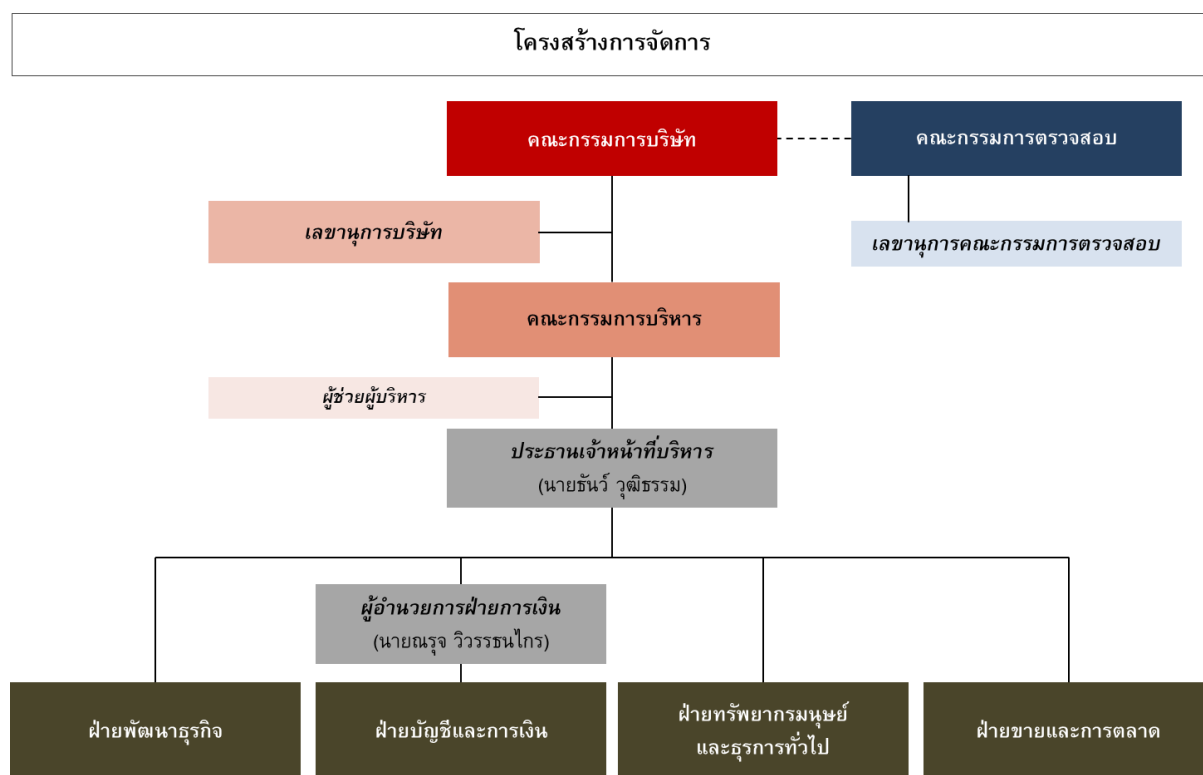 โครงสร้างการจัดการ
คณะกรรมการบริษัท
คณะกรรมการตรวจสอบ
เลขานุการบริษัท
เลขานุการคณะกรรมการตรวจสอบ
คณะกรรมการบริหาร
ผู้ช่วยผู้บริหาร
ประธานเจ้าหน้าที่บริหาร
(นายธันว์ วุฒิธรรม)
ผู้อำนวยการฝ่ายการเงิน
(นายณรุจ วิวรรธนไกร)
ฝ่ายพัฒนาธุรกิจ
ฝ่ายบัญชีและการเงิน
ฝ่ายทรัพยากรมนุษย์
และธุรการทั่วไป
ฝ่ายขายและการตลาด